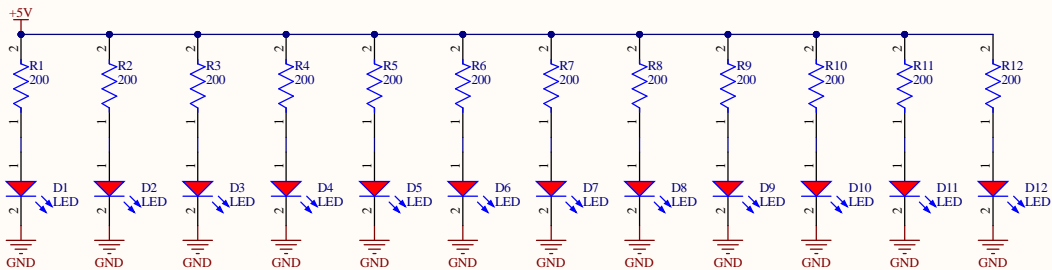 +5V
2 2 2 2 2 2 2 2 2 2 2 2
R1 R2 R3 R4 R5 R6 R7 R8 R9 R10 R11 R12
200 200 200 200 200 200 200 200 200 200 200 200
1 1 1 1 1 1 1 1 1 1 1 1
1 1 1 1 1 1 1 1 1 1 1 1
D1 D2 D3 D4 D5 D6 D7 D8 D9 D10 D11 D12
LED LED LED LED LED LED LED LED LED LED LED LED
2 2 2 2 2 2 2 2 2 2 2 2
GND GND GND GND GND GND GND GND GND GND GND GND